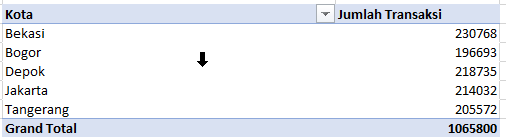 Kota Jumlah Transaksi
Bekasi 230768
Bogor 196693
Depok 218735
Jakarta 214032
Tangerang 205572
Grand Total 1065800